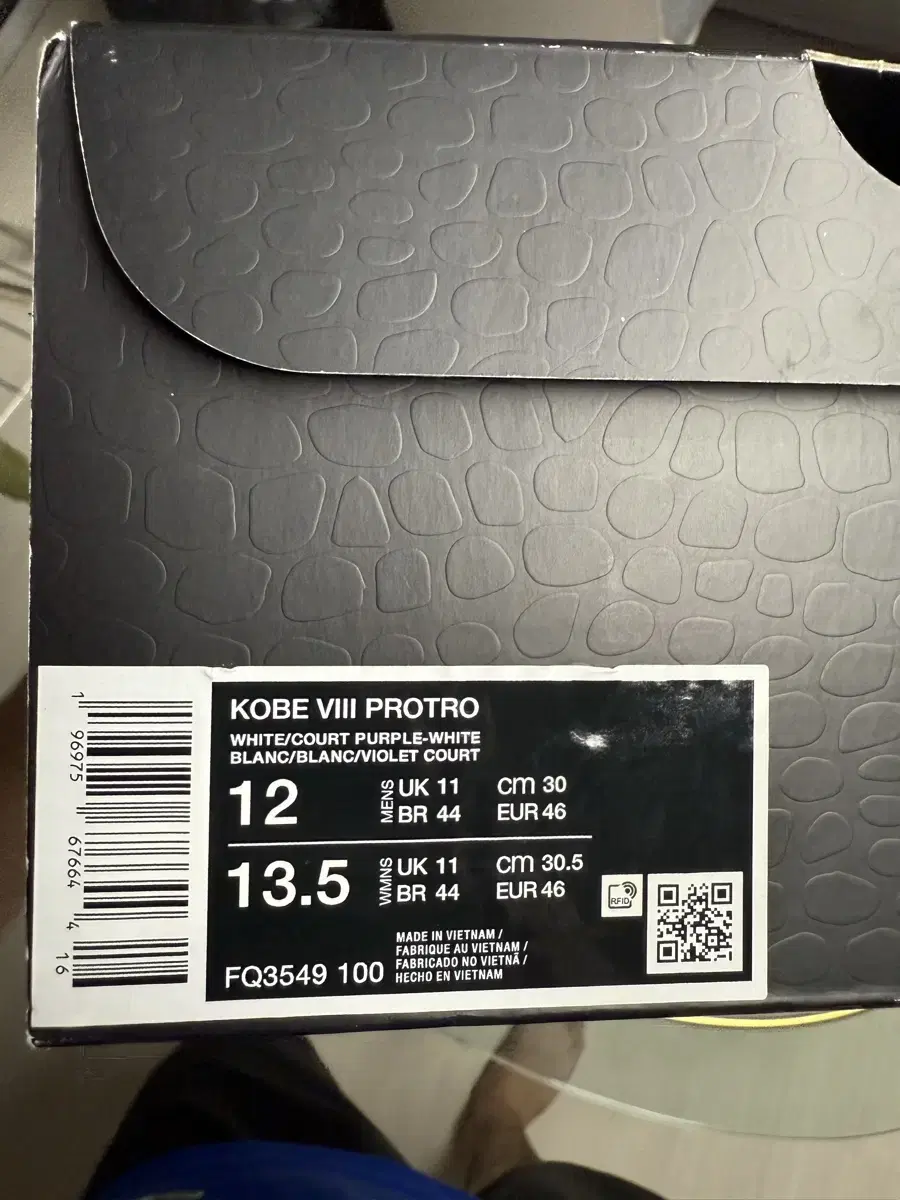 KOBE VIII PROTRO
WHITE/COURT PURPLE-WHITE
BLANC/BLANC/VIOLET COURT
12 MENS UK 11 cm 30
BR 44 EUR 46
13.5 WMNS UK 11 cm 30.5
BR 44 EUR 46
RFID
FQ3549 100
MADE IN VIETNAM /
FABRIQUE AU VIETNAM /
FABRICADO NO VIETNÃ /
HECHO EN VIETNAM
1 96975 67664 4 16